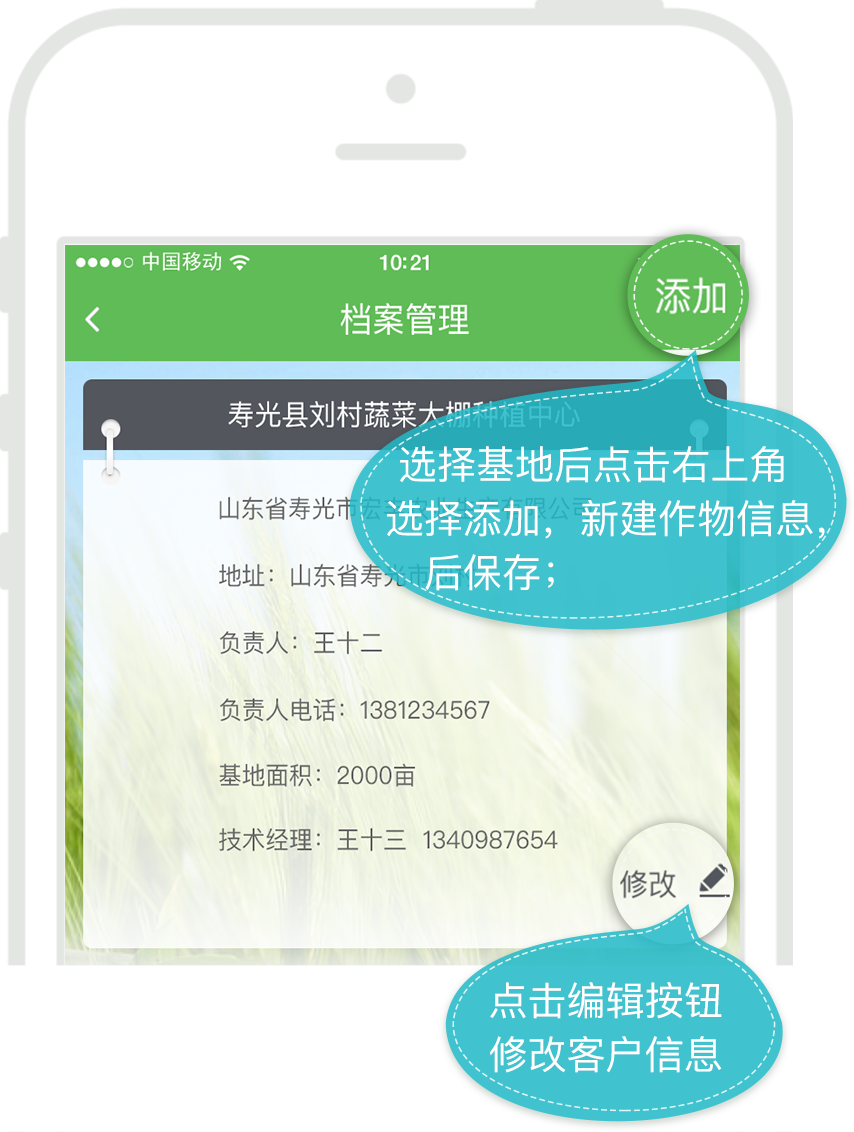 中国移动
10:21
添加
档案管理
寿光县刘村蔬菜大棚种植中心
选择基地后点击右上角
选择添加，新建作物信息，
后保存；
山东省寿光市
有限公司
地址：山东省寿光市
负责人：王十二
负责人电话：1381234567
基地面积：2000亩
技术经理：王十三 1340987654
修改
点击编辑按钮
修改客户信息